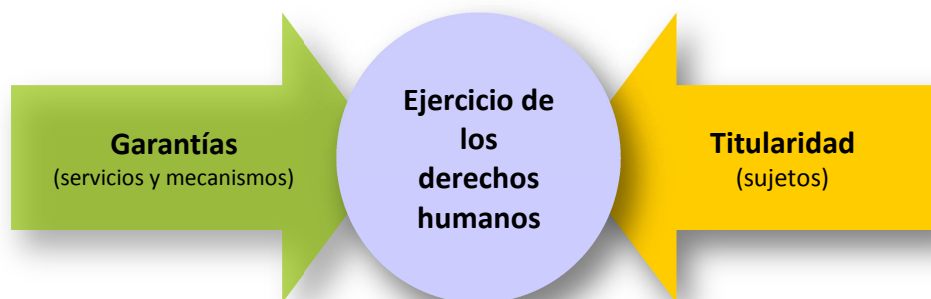 Garantías
(servicios y mecanismos)
Ejercicio de
los
derechos
humanos
Titularidad
(sujetos)